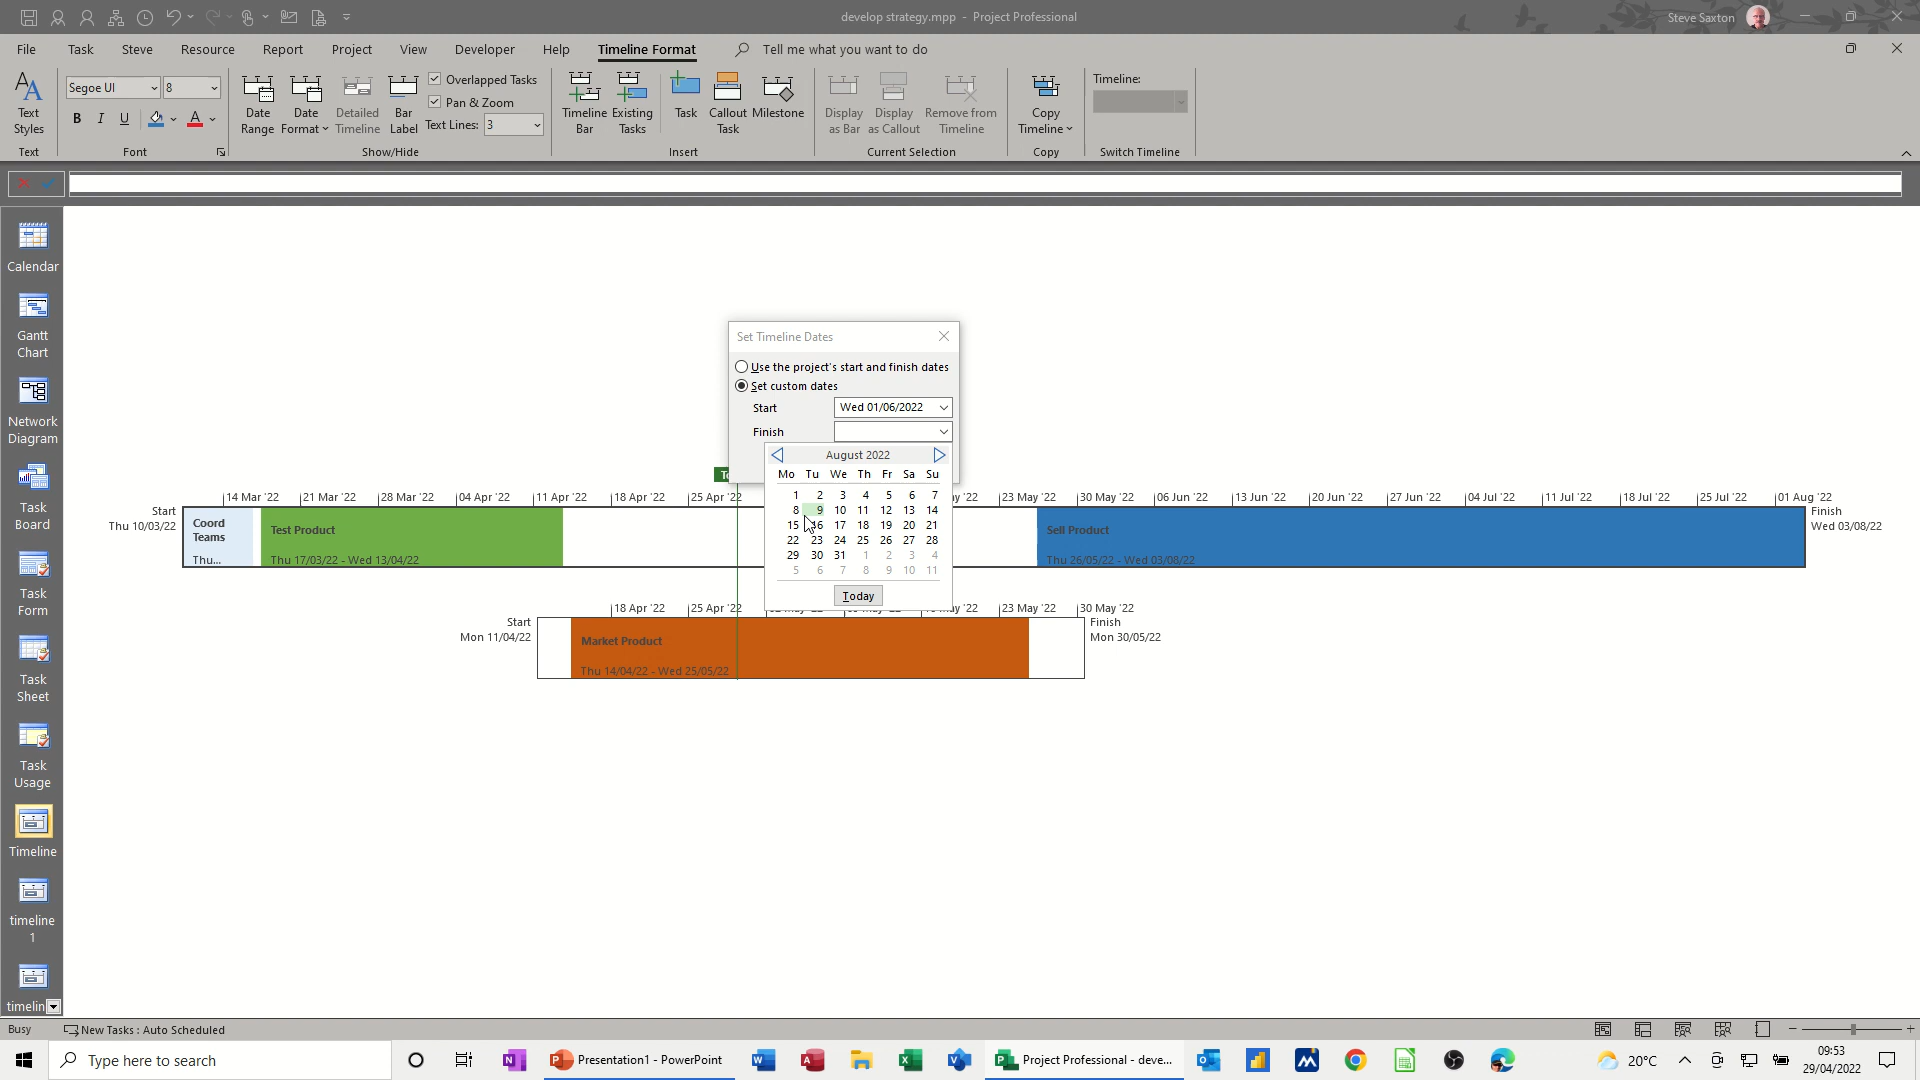 develop strategy.mpp - Project Professional
Steve Saxton
File Task Steve Resource Report Project View Developer Help Timeline Format Tell me what you want to do
Text Styles
Segoe UI 8
B I U A
Date Range
Date Format
Detailed Timeline
Bar Label
Overlapped Tasks
Pan & Zoom
Text Lines: 3
Timeline Bar
Existing Tasks
Task
Callout Task
Milestone
Display as Bar
Display as Callout
Remove from Timeline
Copy Timeline
Timeline:
Text Font Show/Hide Insert Current Selection Copy Switch Timeline
Calendar
Gantt Chart
Network Diagram
Task Board
Task Form
Task Sheet
Task Usage
Timeline
timeline 1
timelin
Set Timeline Dates
Use the project's start and finish dates
Set custom dates
Start Wed 01/06/2022
Finish
August 2022
Mo Tu We Th Fr Sa Su
1 2 3 4 5 6 7
8 9 10 11 12 13 14
15 16 17 18 19 20 21
22 23 24 25 26 27 28
29 30 31 1 2 3 4
5 6 7 8 9 10 11
Today
14 Mar '22 21 Mar '22 28 Mar '22 04 Apr '22 11 Apr '22 18 Apr '22 25 Apr '22 23 May '22 30 May '22 06 Jun '22 13 Jun '22 20 Jun '22 27 Jun '22 04 Jul '22 11 Jul '22 18 Jul '22 25 Jul '22 01 Aug '22
Start
Thu 10/03/22
Coord Teams
Thu...
Test Product
Thu 17/03/22 - Wed 13/04/22
Sell Product
Thu 26/05/22 - Wed 03/08/22
Finish
Wed 03/08/22
18 Apr '22 25 Apr '22 23 May '22 30 May '22
Start
Mon 11/04/22
Market Product
Thu 14/04/22 - Wed 25/05/22
Finish
Mon 30/05/22
Busy New Tasks : Auto Scheduled
Type here to search
Presentation1 - PowerPoint
Project Professional - deve...
20°C
09:53
29/04/2022